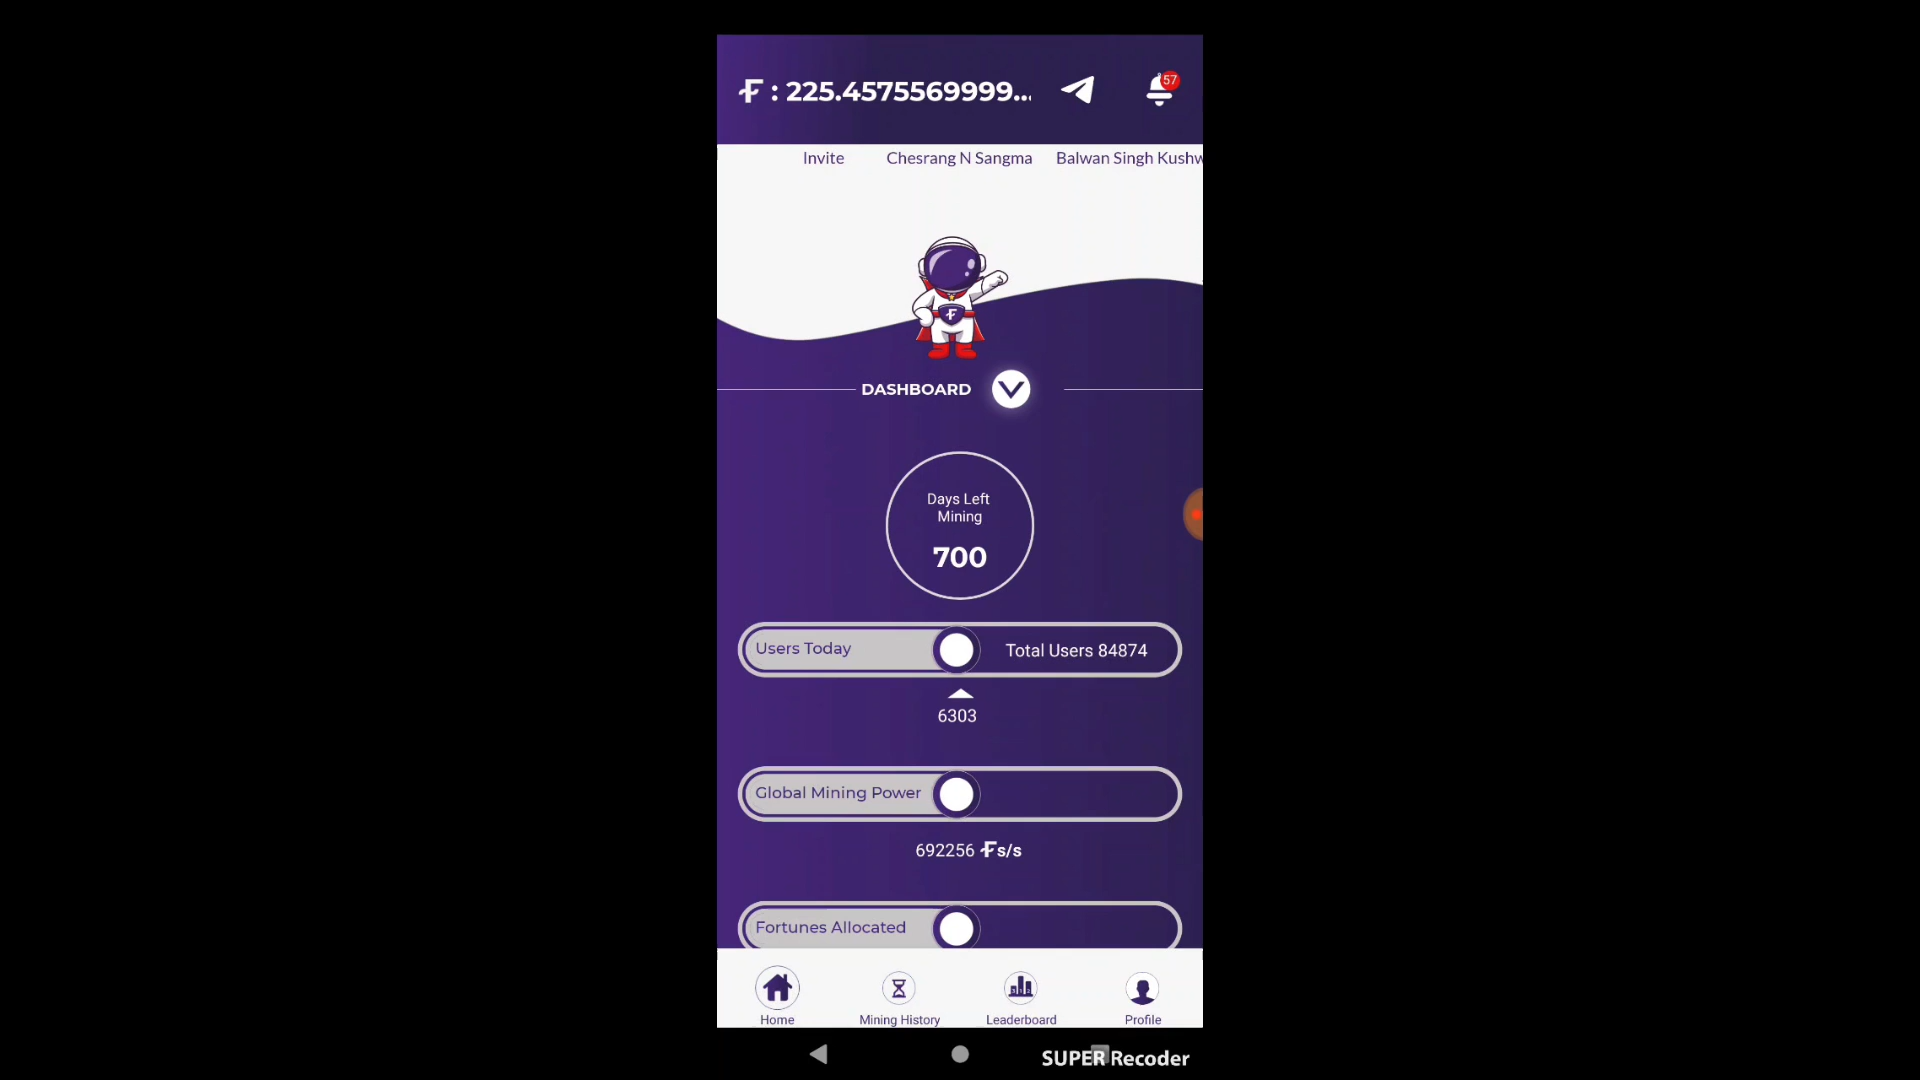 F : 225.4575569999...
57
Invite Chesrang N Sangma Balwan Singh Kushw
F
DASHBOARD
Days Left
Mining
700
Users Today Total Users 84874
6303
Global Mining Power
692256 Fs/s
Fortunes Allocated
Home Mining History Leaderboard Profile
SUPER Recoder